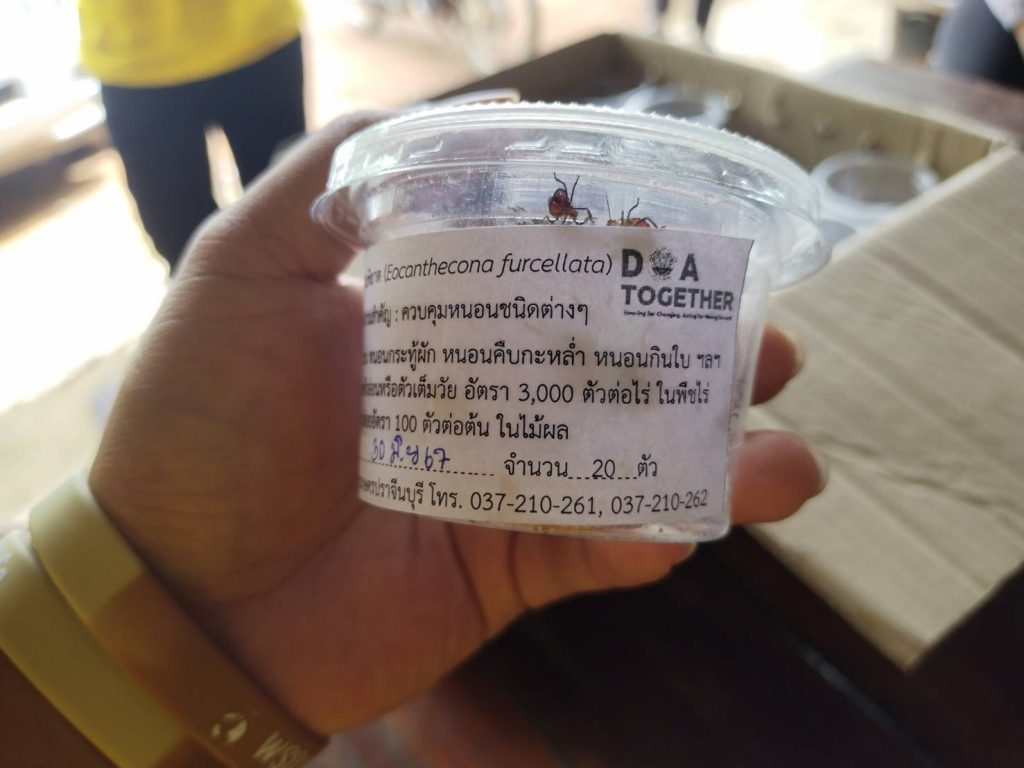 (Eocanthecona furcellata)
D A
TOGETHER
: ควบคุมหนอนชนิดต่างๆ
หนอนกระทู้ผัก หนอนคืบกะหล่ำ หนอนกินใบ ฯลฯ
อ่อนหรือตัวเต็มวัย อัตรา 3,000 ตัวต่อไร่ ในพืชไร่
อัตรา 100 ตัวต่อต้น ในไม้ผล
67
จำนวน...20...ตัว
ปราจีนบุรี โทร. 037-210-261, 037-210-262